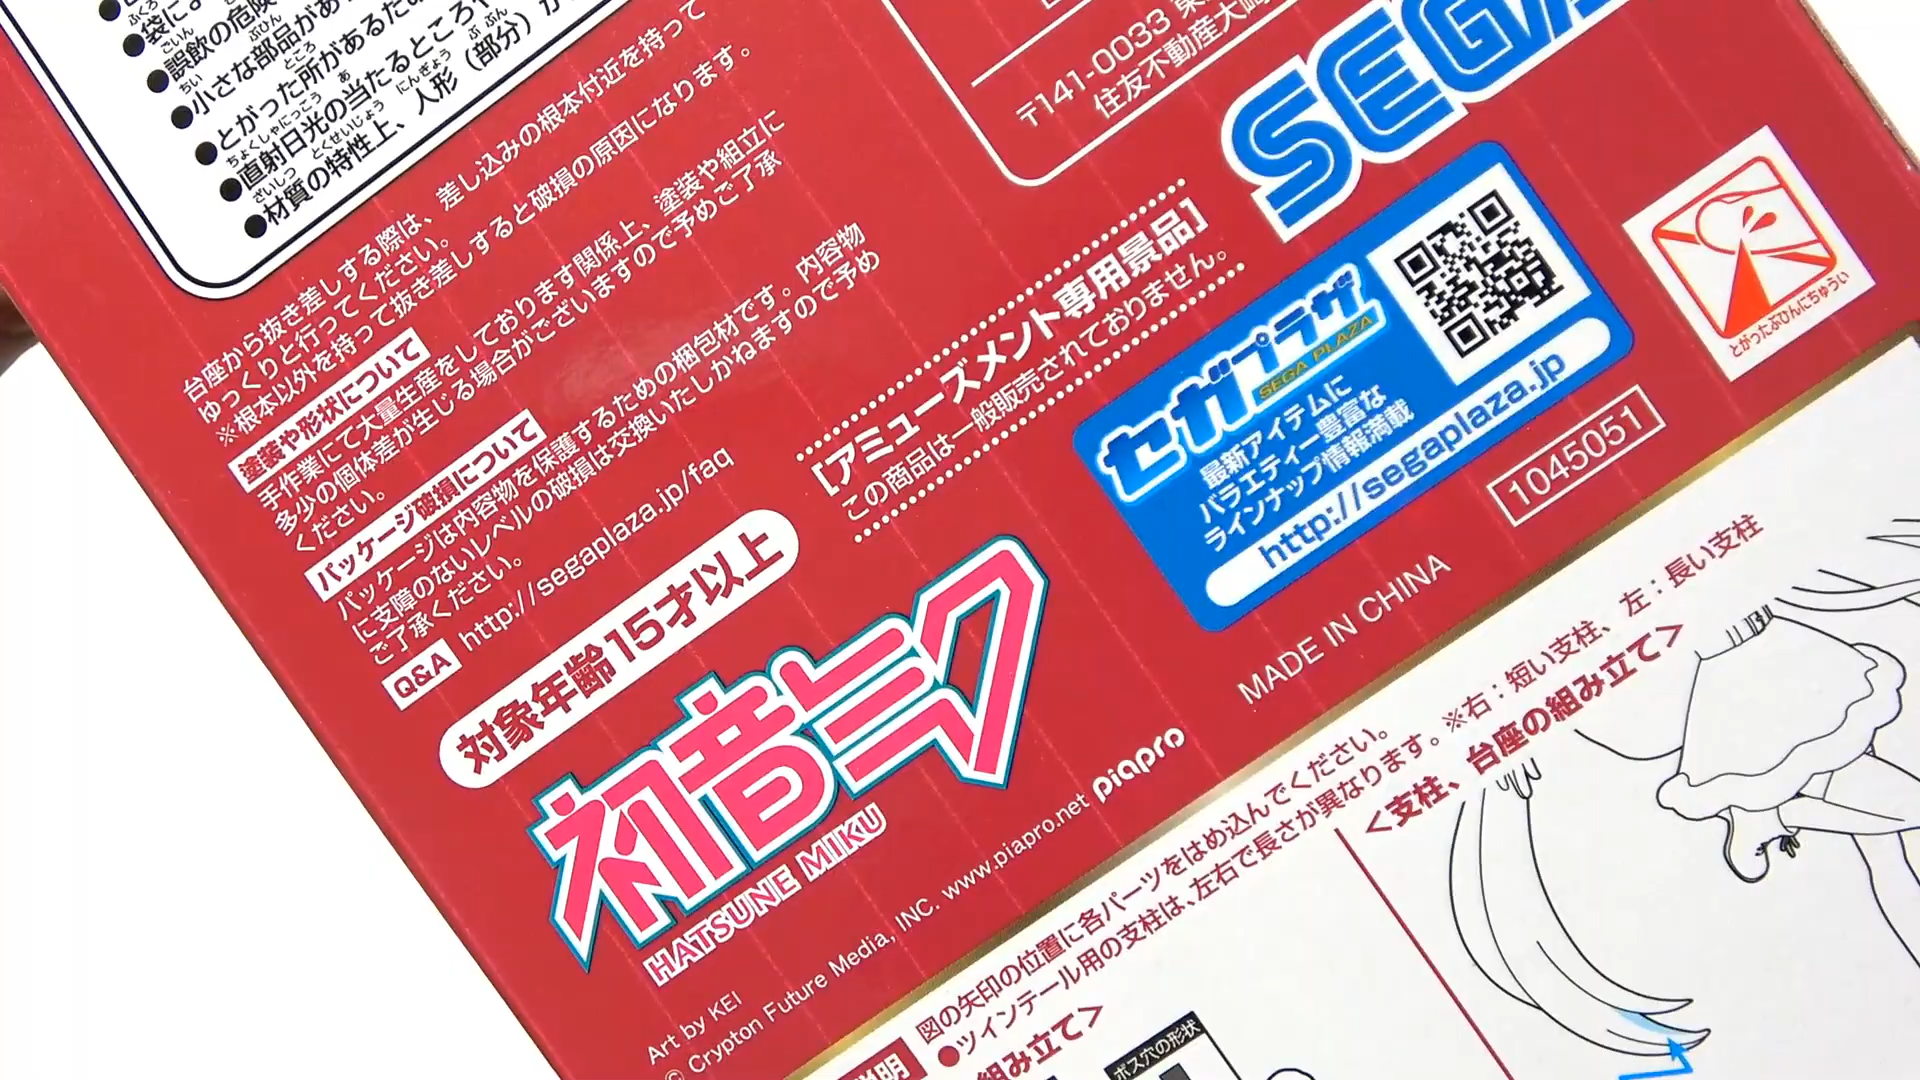 袋に
誤飲の危険
小さな部品が
とがった所があるため
直射日光の当たるところや
材質の特性上、人形（部分）が
台座から抜き差しする際は、差し込みの根本付近を持って
ゆっくりと行ってください。
※根本以外を持って抜き差しすると破損の原因になります。
塗装や形状について
手作業にて大量生産をしております関係上、塗装や組立に
多少の個体差が生じる場合がございますので予めご了承
ください。
パッケージ破損について
パッケージは内容物を保護するための梱包材です。内容物
に支障のないレベルの破損は交換いたしかねますので予め
ご了承ください。
Q&A http://segaplaza.jp/faq
対象年齢15才以上
初音ミク
HATSUNE MIKU
Art by KEI
© Crypton Future Media, INC. www.piapro.net piapro
〒141-0033
住友不動産大崎
SEGA
[アミューズメント専用景品]
この商品は一般販売されておりません。
セガプラザ
SEGA PLAZA
最新アイテムに
バラエティー豊富な
ラインナップ情報満載
http://segaplaza.jp
とがったぶひんにちゅうい
1045051
MADE IN CHINA
図の矢印の位置に各パーツをはめ込んでください。
●ツインテール用の支柱は、左右で長さが異なります。※右：短い支柱、左：長い支柱
組み立て＞
ボス穴の形状
＜支柱、台座の組み立て＞